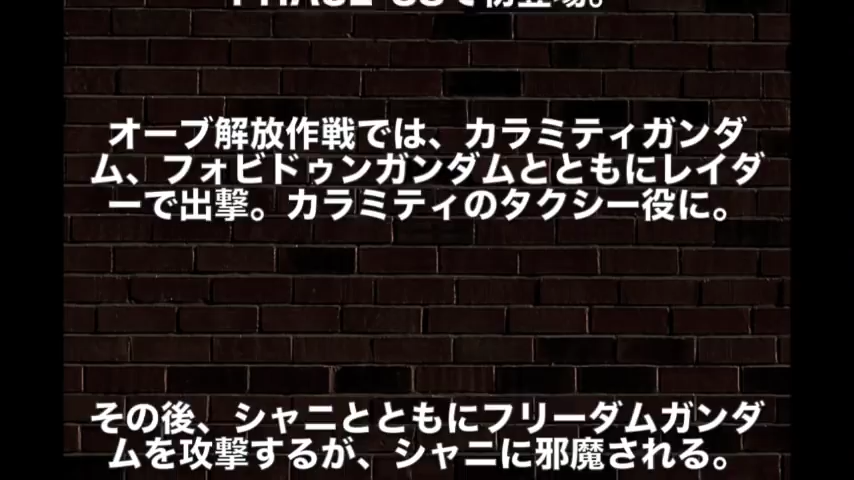 で初登場。
オーブ解放作戦では、カラミティガンダ
ム、フォビドゥンガンダムとともにレイダ
ーで出撃。カラミティのタクシー役に。
その後、シャニとともにフリーダムガンダ
ムを攻撃するが、シャニに邪魔される。